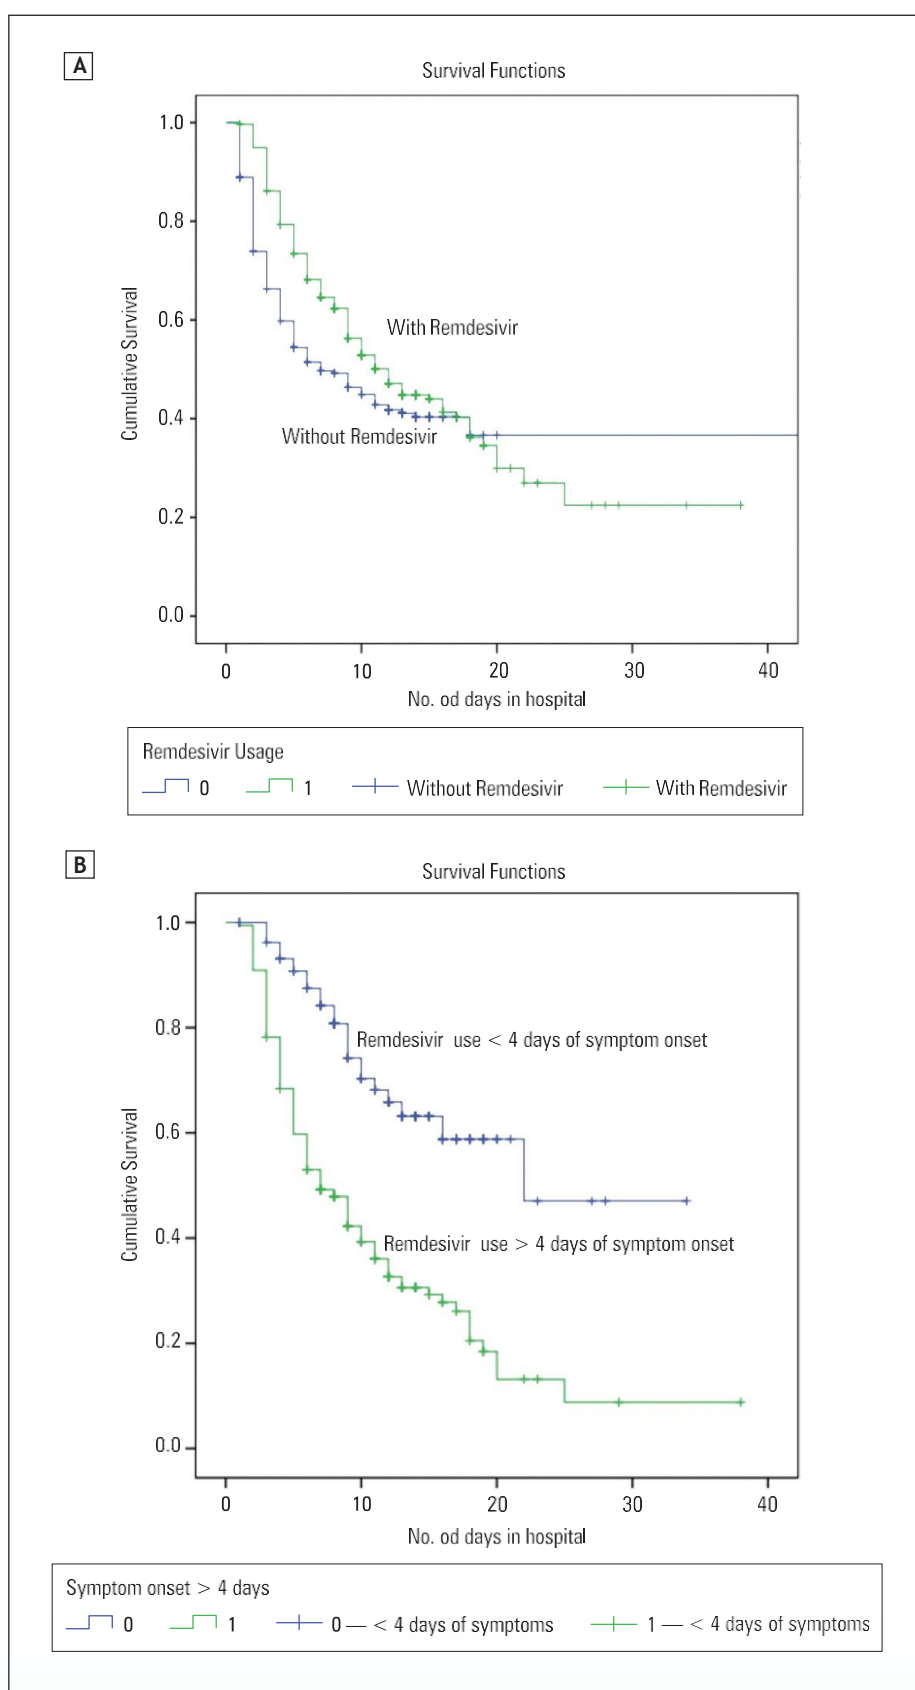 A
Survival Functions
1.0
0.8
0.6
0.4
0.2
0.0
Cumulative Survival
With Remdesivir
Without Remdesivir
0 10 20 30 40
No. od days in hospital
Remdesivir Usage
0 1 Without Remdesivir With Remdesivir
B
Survival Functions
1.0
0.8
0.6
0.4
0.2
0.0
Cumulative Survival
Remdesivir use < 4 days of symptom onset
Remdesivir use > 4 days of symptom onset
0 10 20 30 40
No. od days in hospital
Symptom onset > 4 days
0 1 0 — < 4 days of symptoms 1 — < 4 days of symptoms